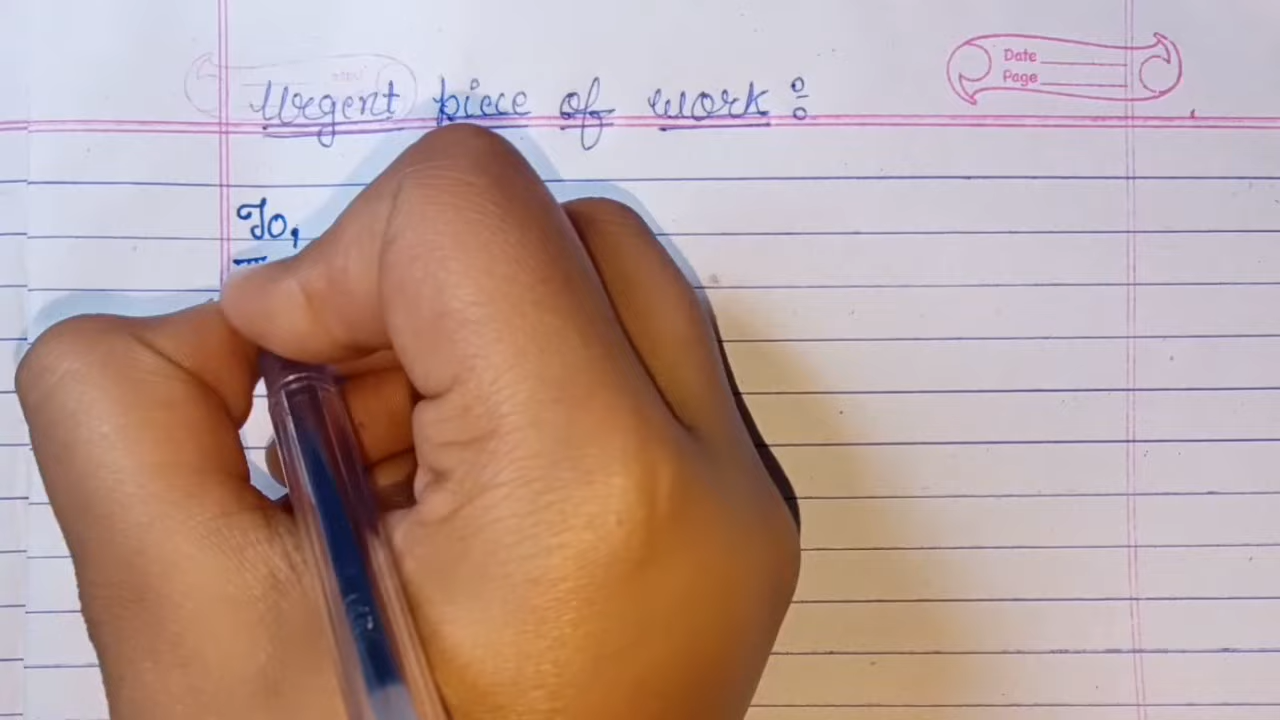 Urgent piece of work :
Date
Page
To,